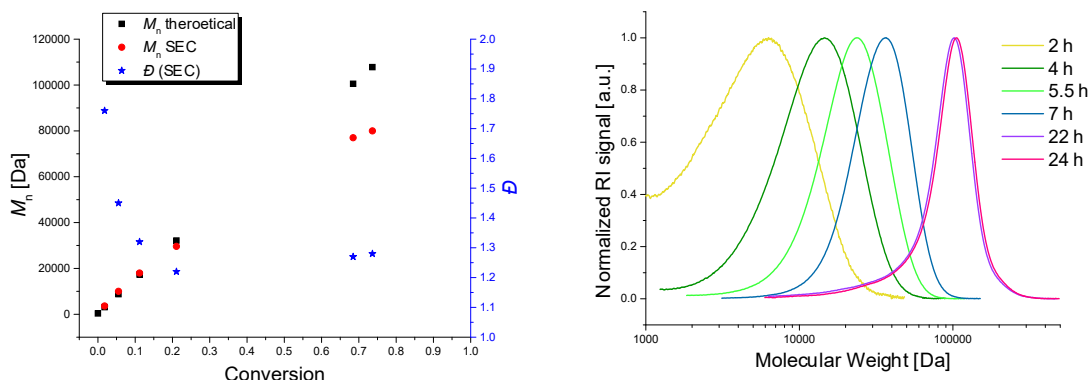 Mn theroetical
Mn SEC
Đ (SEC)
120000
100000
80000
60000
40000
20000
0
Mn [Da]
2.0
1.9
1.8
1.7
1.6
1.5
1.4
1.3
1.2
1.1
1.0
Đ
0.0 0.1 0.2 0.3 0.4 0.5 0.6 0.7 0.8 0.9 1.0
Conversion
1.0
0.8
0.6
0.4
0.2
0.0
Normalized RI signal [a.u.]
2 h
4 h
5.5 h
7 h
22 h
24 h
1000 10000 100000
Molecular Weight [Da]